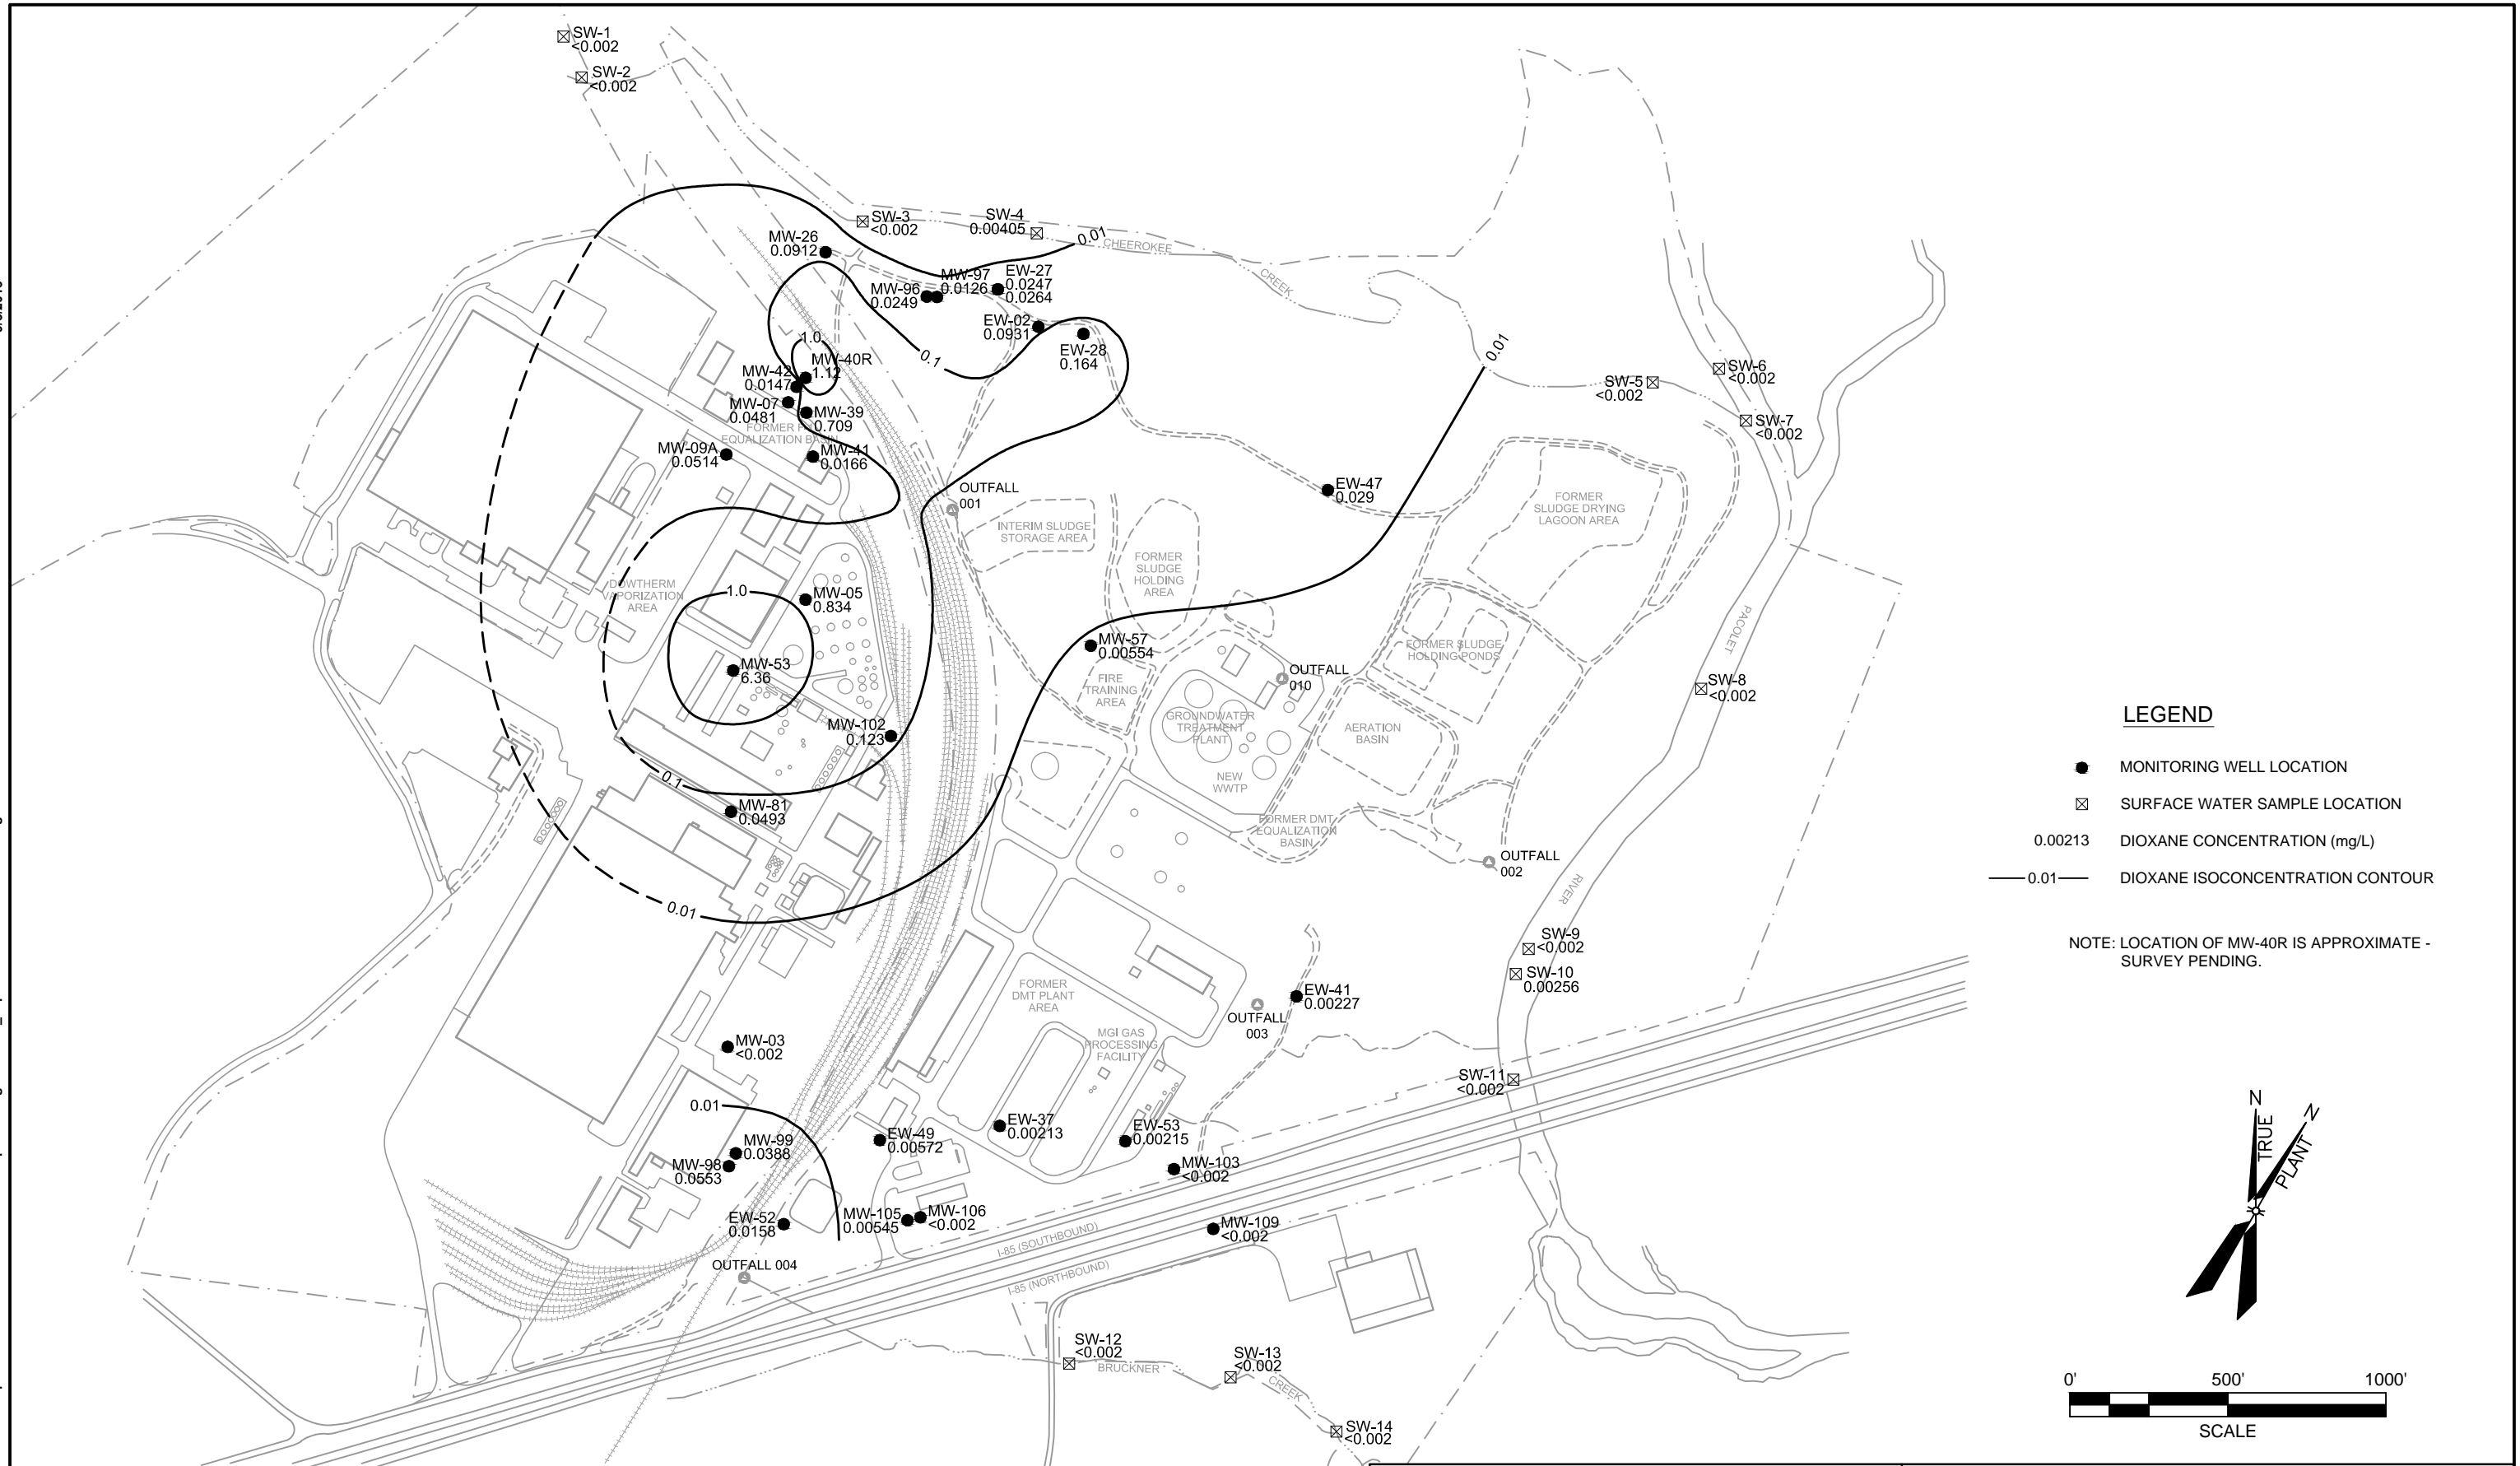 SW-1
<0.002
SW-2
<0.002
SW-3
<0.002
SW-4
0.00405
0.01
CHEEROKEE
CREEK
MW-26
0.0912
MW-96
0.0249
MW-97
0.0126
EW-27
0.0247
0.0264
EW-02
0.0931
EW-28
0.164
0.1
1.0
MW-40R
1.12
MW-42
0.0147
MW-07
0.0481
MW-39
0.709
FORMER
EQUALIZATION BASIN
MW-09A
0.0514
MW-41
0.0166
0.01
SW-5
<0.002
SW-6
<0.002
SW-7
<0.002
EW-47
0.029
OUTFALL
001
INTERIM SLUDGE
STORAGE AREA
FORMER
SLUDGE
HOLDING
AREA
FORMER
SLUDGE DRYING
LAGOON AREA
DOWTHERM
VAPORIZATION
AREA
1.0
MW-05
0.834
MW-53
6.36
MW-57
0.00554
FIRE
TRAINING
AREA
OUTFALL
010
FORMER SLUDGE
HOLDING PONDS
PACOLET
SW-8
<0.002
MW-102
0.123
GROUNDWATER
TREATMENT
PLANT
NEW
WWTP
AERATION
BASIN
0.1
MW-81
0.0493
FORMER DMT
EQUALIZATION
BASIN
OUTFALL
002
RIVER
0.01
SW-9
<0.002
SW-10
0.00256
FORMER
DMT PLANT
AREA
EW-41
0.00227
OUTFALL
003
MGI GAS
PROCESSING
FACILITY
MW-03
<0.002
SW-11
<0.002
0.01
MW-99
0.0388
MW-98
0.0553
EW-49
0.00572
EW-37
0.00213
EW-53
0.00215
MW-103
<0.002
EW-52
0.0158
MW-105
0.00545
MW-106
<0.002
MW-109
<0.002
I-85 (SOUTHBOUND)
I-85 (NORTHBOUND)
OUTFALL 004
SW-12
<0.002
BRUCKNER
SW-13
<0.002
CREEK
SW-14
<0.002
LEGEND
MONITORING WELL LOCATION
SURFACE WATER SAMPLE LOCATION
0.00213 DIOXANE CONCENTRATION (mg/L)
0.01 DIOXANE ISOCONCENTRATION CONTOUR
NOTE: LOCATION OF MW-40R IS APPROXIMATE -
SURVEY PENDING.
N
TRUE
N
PLANT
0' 500' 1000'
SCALE